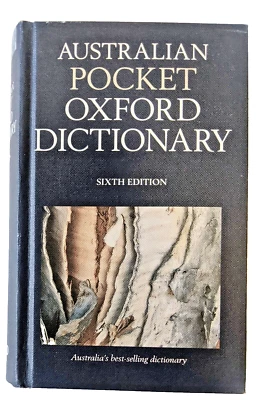 AUSTRALIAN
POCKET
OXFORD
DICTIONARY
SIXTH EDITION
Australia's best-selling dictionary